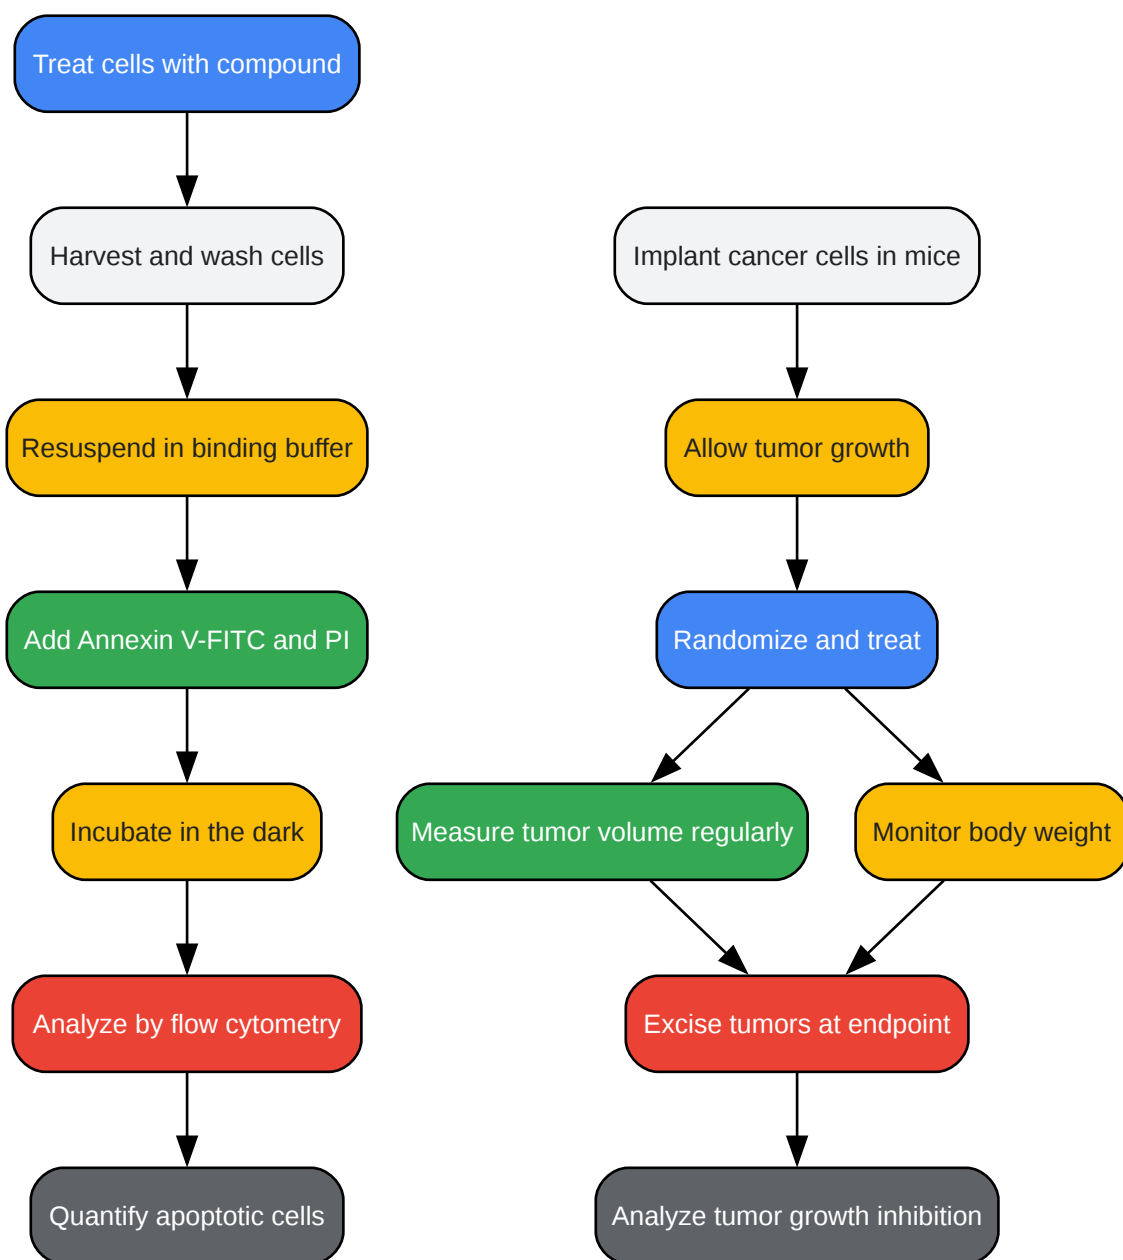 Treat cells with compound
Harvest and wash cells
Resuspend in binding buffer
Add Annexin V-FITC and PI
Incubate in the dark
Analyze by flow cytometry
Quantify apoptotic cells
Implant cancer cells in mice
Allow tumor growth
Randomize and treat
Measure tumor volume regularly
Monitor body weight
Excise tumors at endpoint
Analyze tumor growth inhibition